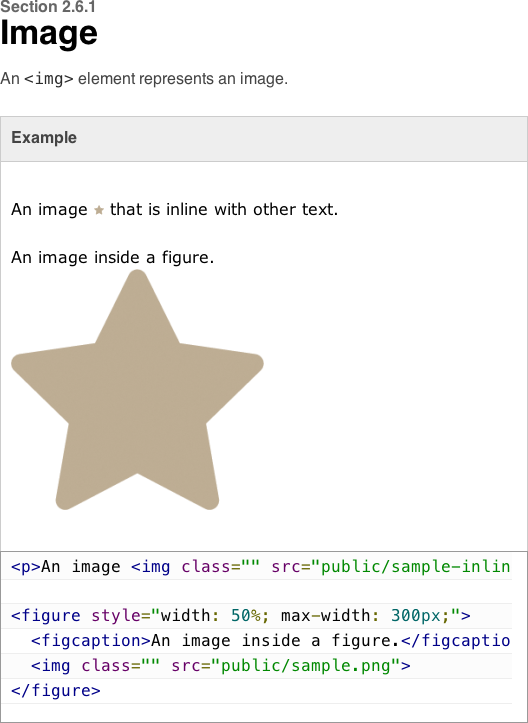 Section 2.6.1
Image
An <img> element represents an image.
Example
An image that is inline with other text.
An image inside a figure.
<p>An image <img class="" src="public/sample-inlin
<figure style="width: 50%; max-width: 300px;">
<figcaption>An image inside a figure.</figcaptio
<img class="" src="public/sample.png">
</figure>